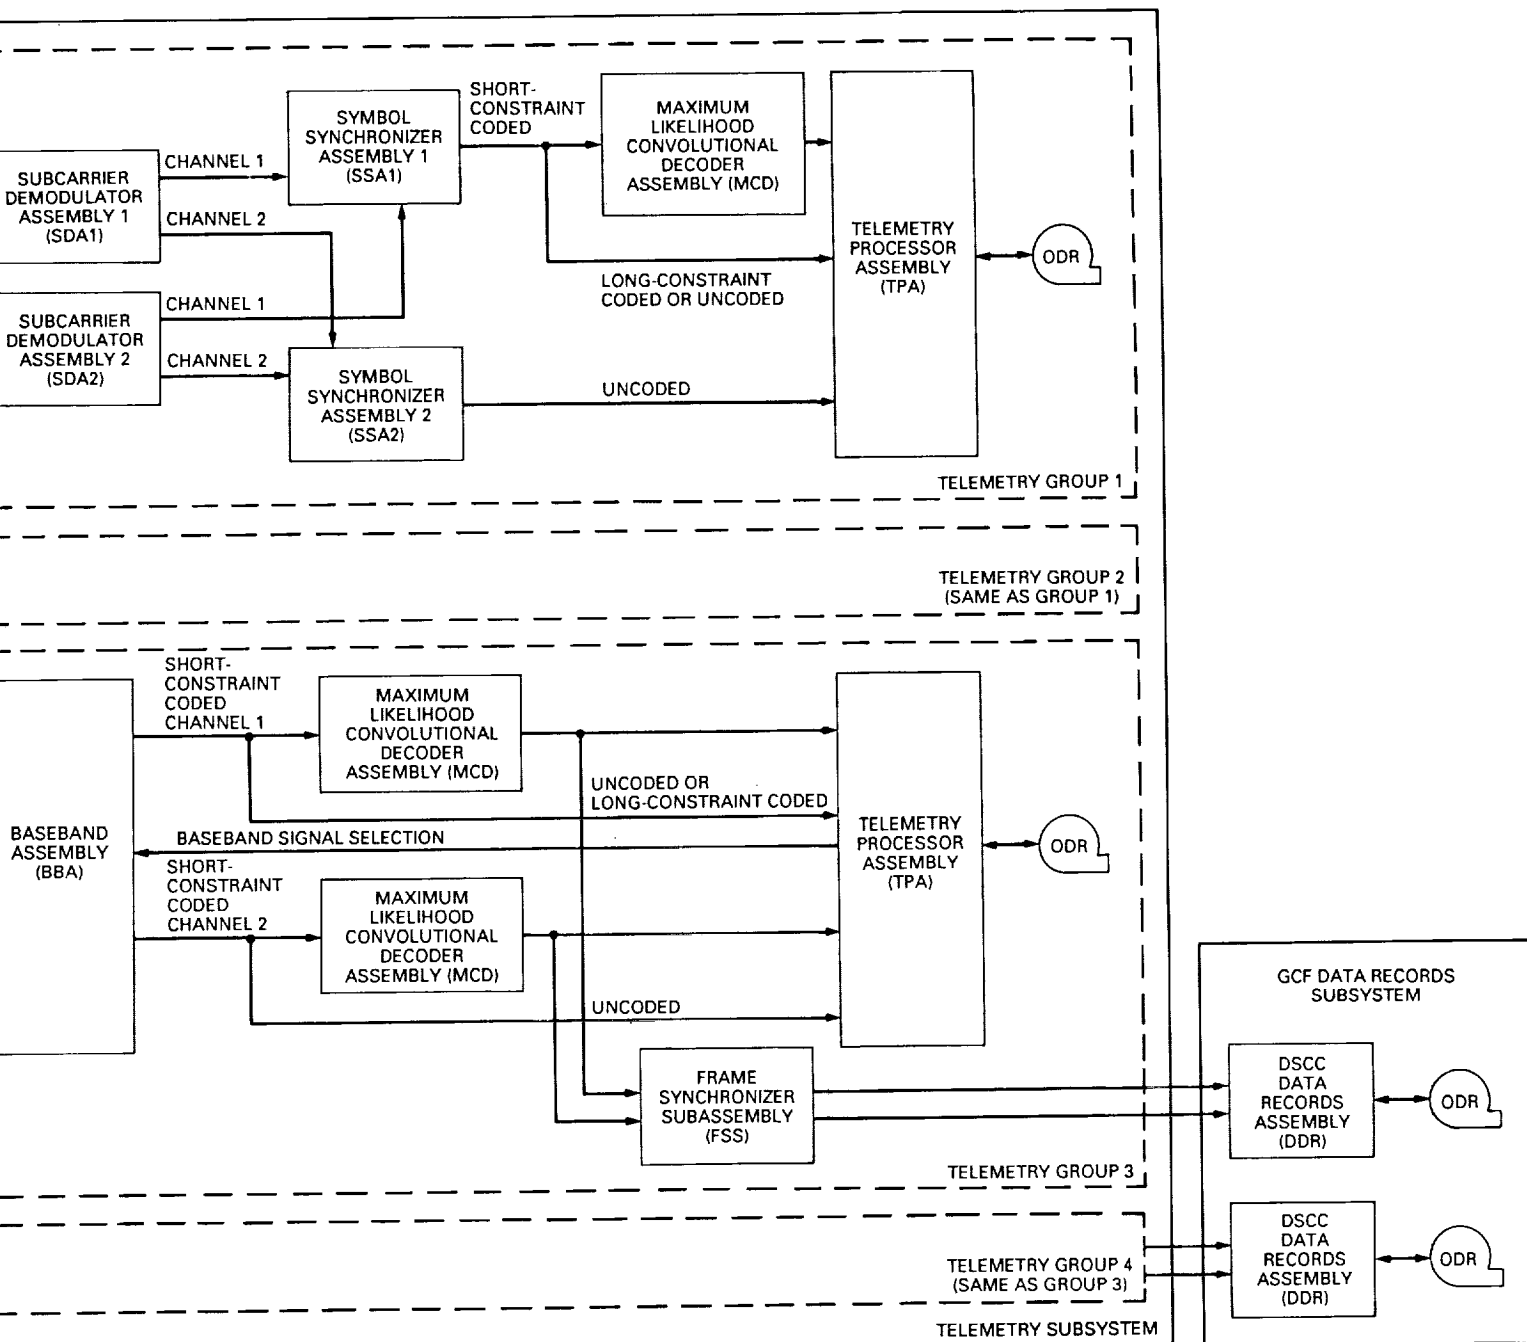 SUBCARRIER
DEMODULATOR
ASSEMBLY 1
(SDA1)
CHANNEL 1
CHANNEL 2
SUBCARRIER
DEMODULATOR
ASSEMBLY 2
(SDA2)
CHANNEL 1
CHANNEL 2
SYMBOL
SYNCHRONIZER
ASSEMBLY 1
(SSA1)
SYMBOL
SYNCHRONIZER
ASSEMBLY 2
(SSA2)
SHORT-
CONSTRAINT
CODED
MAXIMUM
LIKELIHOOD
CONVOLUTIONAL
DECODER
ASSEMBLY (MCD)
LONG-CONSTRAINT
CODED OR UNCODED
UNCODED
TELEMETRY
PROCESSOR
ASSEMBLY
(TPA)
ODR
TELEMETRY GROUP 1
TELEMETRY GROUP 2
(SAME AS GROUP 1)
BASEBAND
ASSEMBLY
(BBA)
SHORT-
CONSTRAINT
CODED
CHANNEL 1
MAXIMUM
LIKELIHOOD
CONVOLUTIONAL
DECODER
ASSEMBLY (MCD)
UNCODED OR
LONG-CONSTRAINT CODED
BASEBAND SIGNAL SELECTION
SHORT-
CONSTRAINT
CODED
CHANNEL 2
MAXIMUM
LIKELIHOOD
CONVOLUTIONAL
DECODER
ASSEMBLY (MCD)
UNCODED
TELEMETRY
PROCESSOR
ASSEMBLY
(TPA)
ODR
FRAME
SYNCHRONIZER
SUBASSEMBLY
(FSS)
TELEMETRY GROUP 3
TELEMETRY GROUP 4
(SAME AS GROUP 3)
TELEMETRY SUBSYSTEM
GCF DATA RECORDS
SUBSYSTEM
DSCC
DATA
RECORDS
ASSEMBLY
(DDR)
ODR
DSCC
DATA
RECORDS
ASSEMBLY
(DDR)
ODR